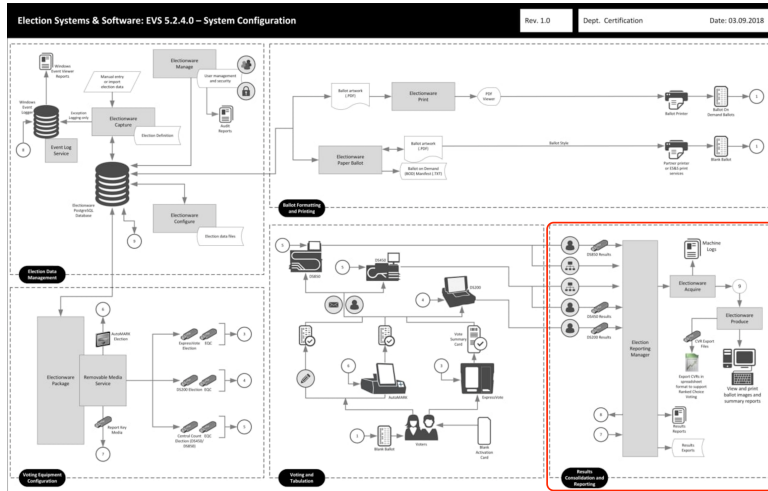 Election Systems & Software: EVS 5.2.4.0 – System Configuration
Rev. 1.0
Dept. Certification
Date: 03.09.2018
Windows
Event Viewer
Reports
Manual entry
or import
election data
Electionware
Manage
User management
and security
Windows
Event
Logger
Exception
logging only
Electionware
Capture
Election Definition
Audit
Reports
Event Log
Service
Electionware
PostgreSQL
Database
Electionware
Configure
Election data files
Election Data
Management
Ballot artwork
(.PDF)
Electionware
Print
PDF
Viewer
Ballot Printer
Ballot On
Demand Ballots
Electionware
Paper Ballot
Ballot artwork
(.PDF)
Ballot on Demand
(BOD) Manifest (.TXT)
Ballot Style
Partner printer
or ES&S print
services
Blank Ballot
Ballot Formatting
and Printing
Electionware
Package
AutoMARK
Election
Removable Media
Service
Report Key
Media
ExpressVote EQC
Election
DS200 Election EQC
Central Count EQC
Election (DS450/
DS850)
Voting Equipment
Configuration
DS850
DS450
DS200
Vote
Summary
Card
AutoMARK
ExpressVote
Blank Ballot
Voters
Blank
Activation
Card
Voting and
Tabulation
DS850 Results
DS450 Results
DS200 Results
Election
Reporting
Manager
Machine
Logs
Electionware
Acquire
9
Electionware
Produce
CVR Export
Files
Export CVRs in
spreadsheet
format to support
Ranked Choice
Voting
View and print
ballot images and
summary reports
Results
Reports
Results
Exports
Results
Consolidation and
Reporting